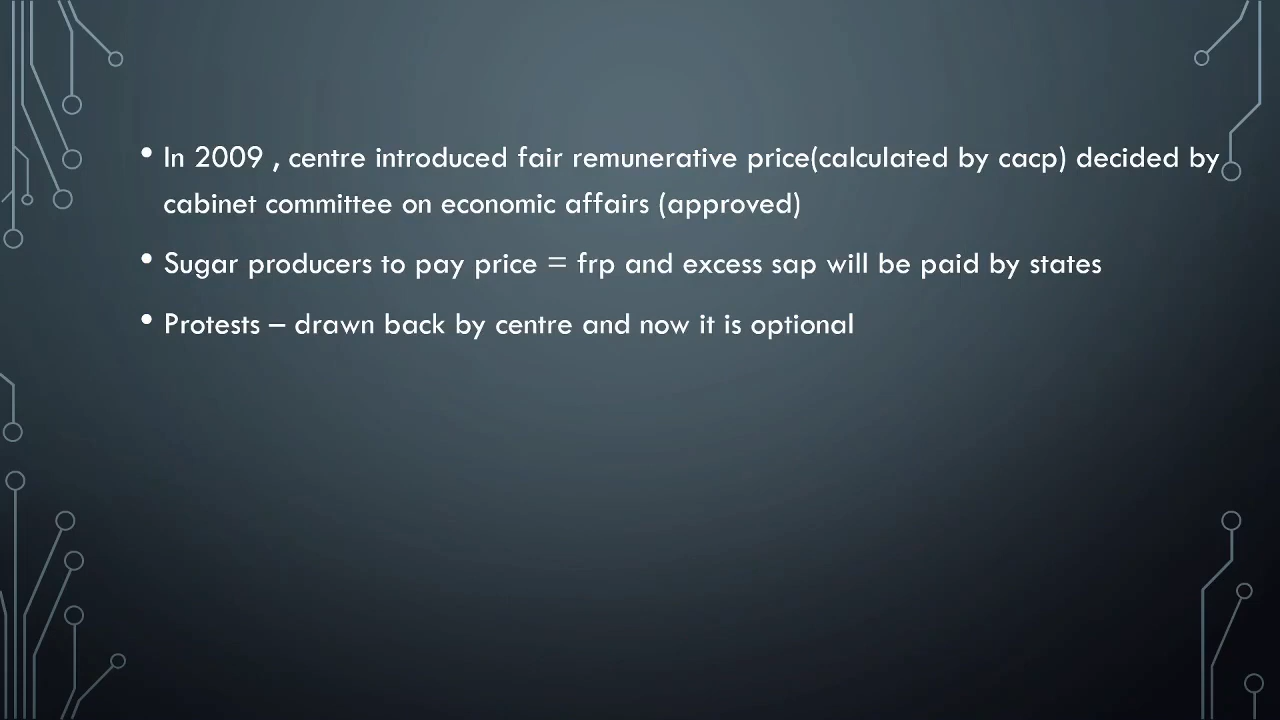 • In 2009 , centre introduced fair remunerative price(calculated by cacp) decided by
cabinet committee on economic affairs (approved)
• Sugar producers to pay price = frp and excess sap will be paid by states
• Protests – drawn back by centre and now it is optional